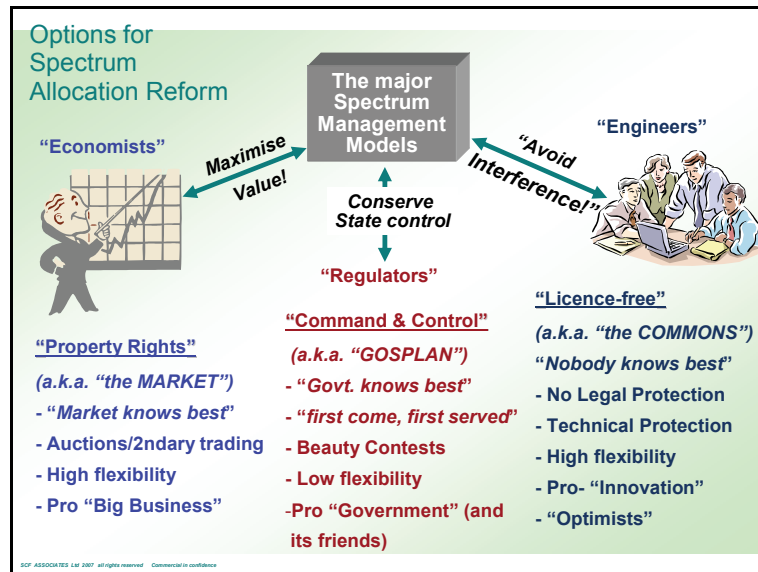 Options for
Spectrum
Allocation Reform
The major
Spectrum
Management
Models
“Economists”
Maximise
Value!
Conserve
State control
“Avoid
Interference!”
“Engineers”
“Regulators”
“Property Rights”
(a.k.a. “the MARKET”)
- “Market knows best”
- Auctions/2ndary trading
- High flexibility
- Pro “Big Business”
“Command & Control”
(a.k.a. “GOSPLAN”)
- “Govt. knows best”
- “first come, first served”
- Beauty Contests
- Low flexibility
-Pro “Government” (and
its friends)
“Licence-free”
(a.k.a. “the COMMONS”)
“Nobody knows best”
- No Legal Protection
- Technical Protection
- High flexibility
- Pro- “Innovation”
- “Optimists”
SCF ASSOCIATES Ltd 2007 all rights reserved Commercial in confidence